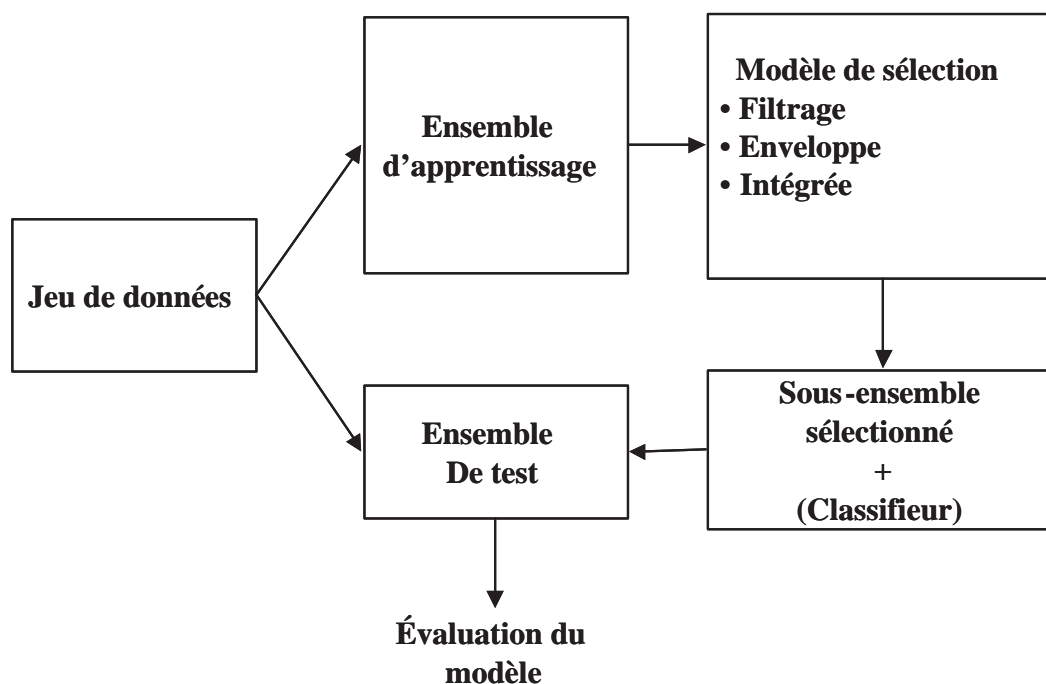 Jeu de données
Ensemble
d’apprentissage
Modèle de sélection
• Filtrage
• Enveloppe
• Intégrée
Sous-ensemble
sélectionné
+
(Classifieur)
Ensemble
De test
Évaluation du
modèle